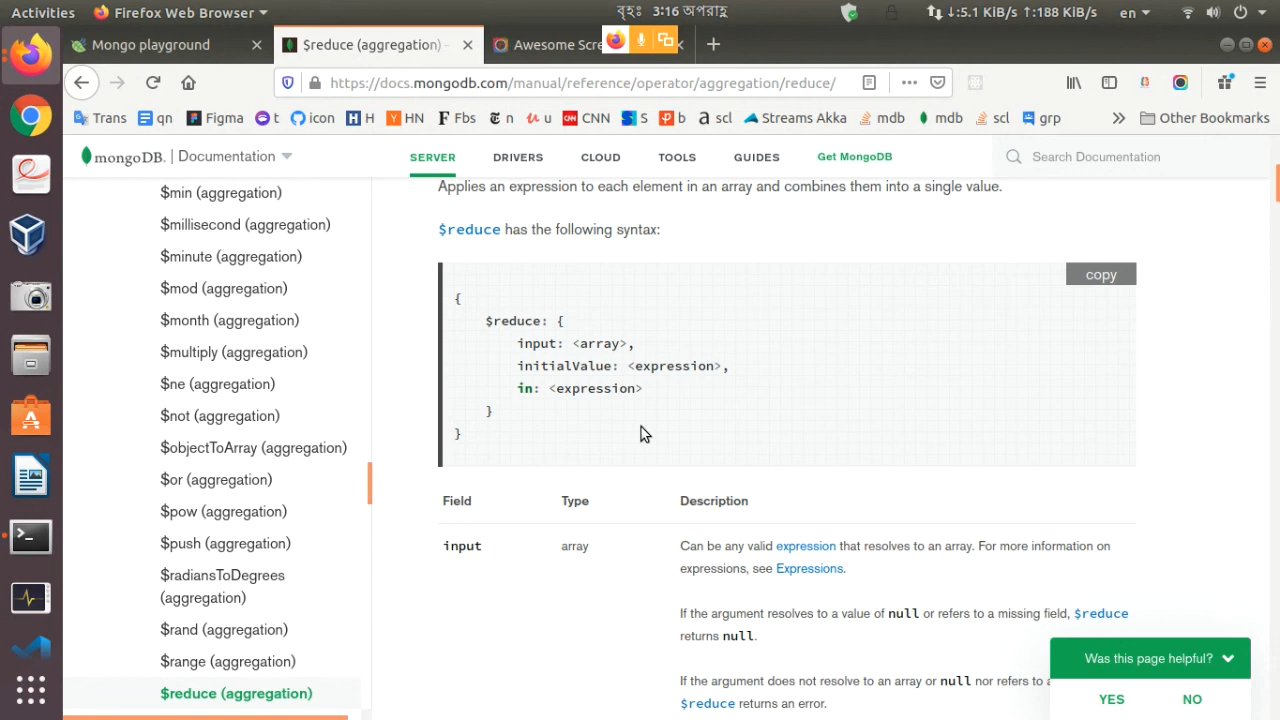 Activities Firefox Web Browser বৃহঃ 3:16 অপরাহ্ণ ↓:5.1 KiB/s ↑:188 KiB/s en
Mongo playground × $reduce (aggregation) – × Awesome Scre × +
https://docs.mongodb.com/manual/reference/operator/aggregation/reduce/
Trans qn Figma t icon H HN Fbs n u CNN S b scl Streams Akka mdb mdb scl grp Other Bookmarks
mongoDB. Documentation SERVER DRIVERS CLOUD TOOLS GUIDES Get MongoDB Search Documentation
$min (aggregation)
$millisecond (aggregation)
$minute (aggregation)
$mod (aggregation)
$month (aggregation)
$multiply (aggregation)
$ne (aggregation)
$not (aggregation)
$objectToArray (aggregation)
$or (aggregation)
$pow (aggregation)
$push (aggregation)
$radiansToDegrees
(aggregation)
$rand (aggregation)
$range (aggregation)
$reduce (aggregation)
Applies an expression to each element in an array and combines them into a single value.
$reduce has the following syntax:
copy
{
$reduce: {
input: <array>,
initialValue: <expression>,
in: <expression>
}
}
Field Type Description
input array Can be any valid expression that resolves to an array. For more information on
expressions, see Expressions.
If the argument resolves to a value of null or refers to a missing field, $reduce
returns null.
If the argument does not resolve to an array or null nor refers to a
$reduce returns an error.
Was this page helpful?
YES NO